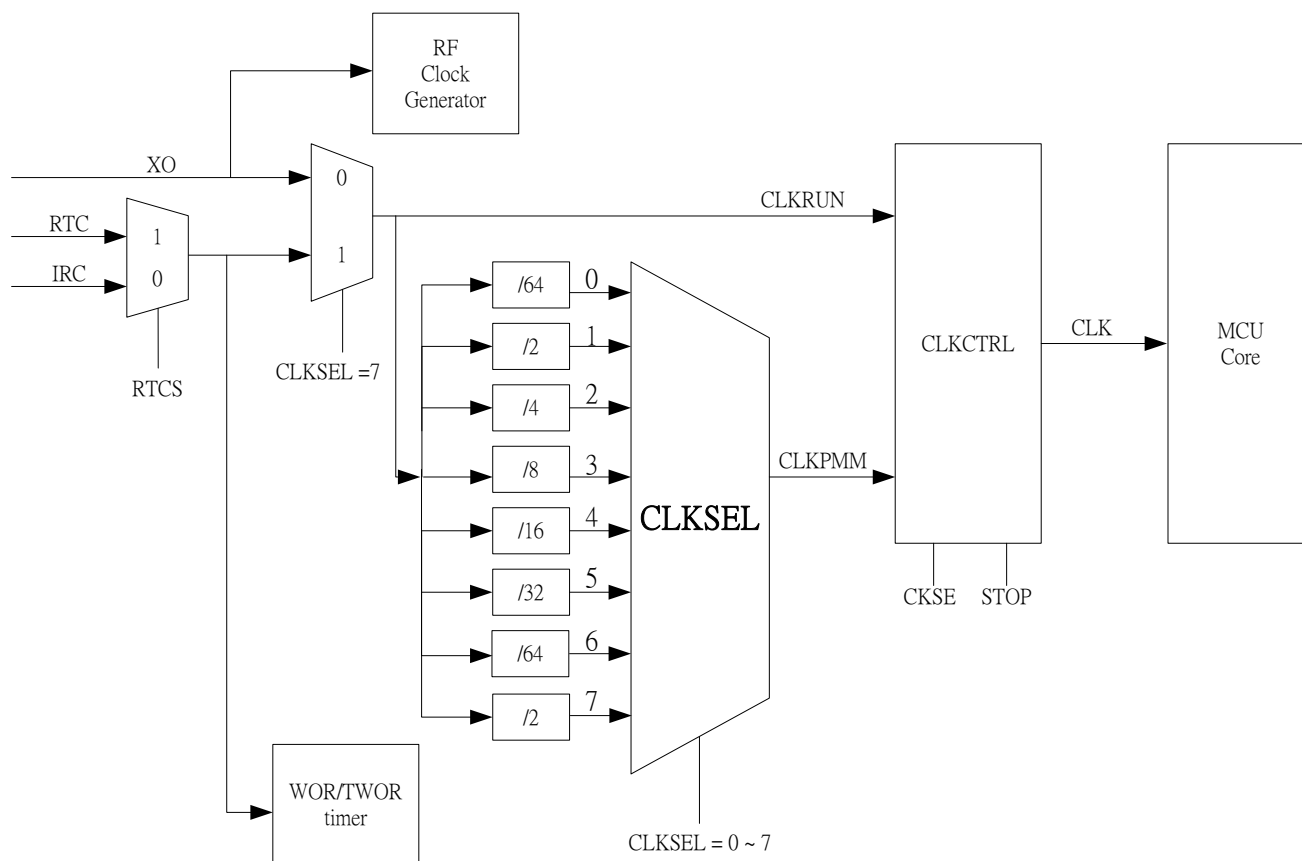 RF
Clock
Generator
XO
RTC
IRC
1
0
RTCS
0
1
CLKSEL =7
CLKRUN
/64
0
/2
1
/4
2
/8
3
/16
4
/32
5
/64
6
/2
7
CLKSEL
CLKSEL = 0 ~ 7
CLKPMM
CLKCTRL
CKSE
STOP
CLK
MCU
Core
WOR/TWOR
timer